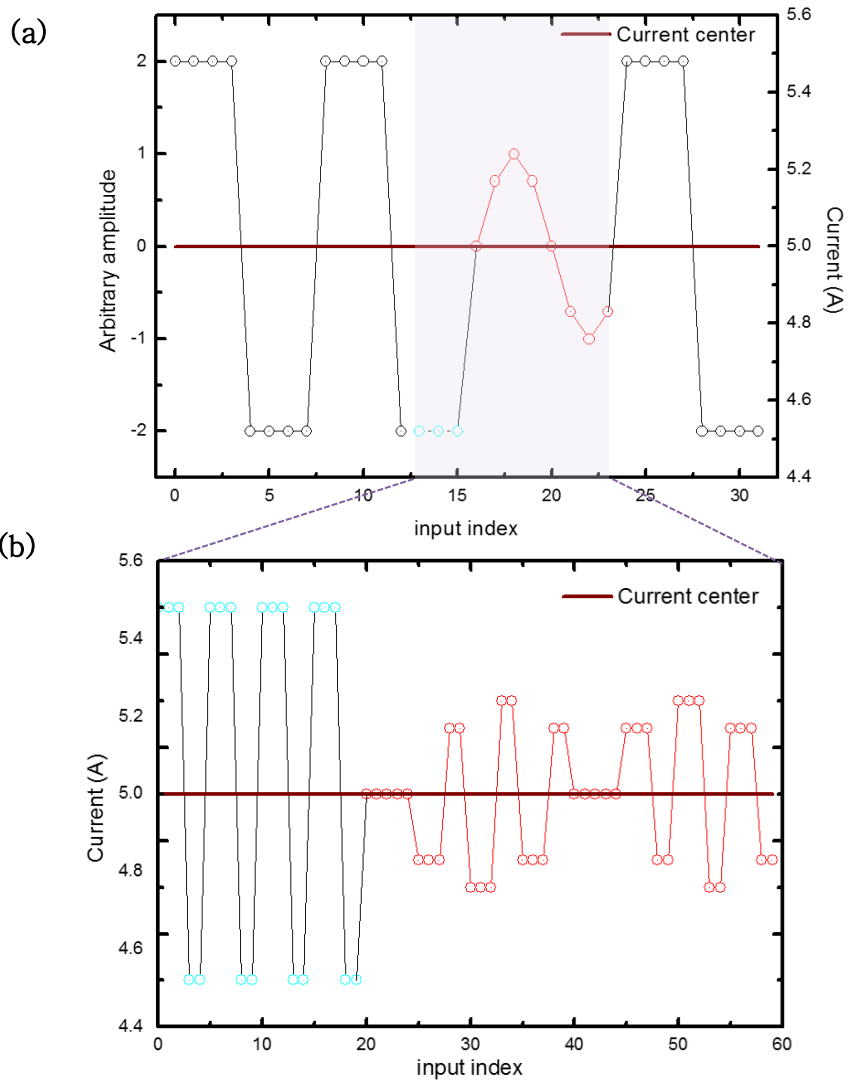 (a)
5.6
Current center
2
5.4
1
5.2
Arbitrary amplitude
0
5.0
Current (A)
-1
4.8
-2
4.6
4.4
0 5 10 15 20 25 30
input index
(b)
5.6
Current center
5.4
5.2
Current (A)
5.0
4.8
4.6
4.4
0 10 20 30 40 50 60
input index